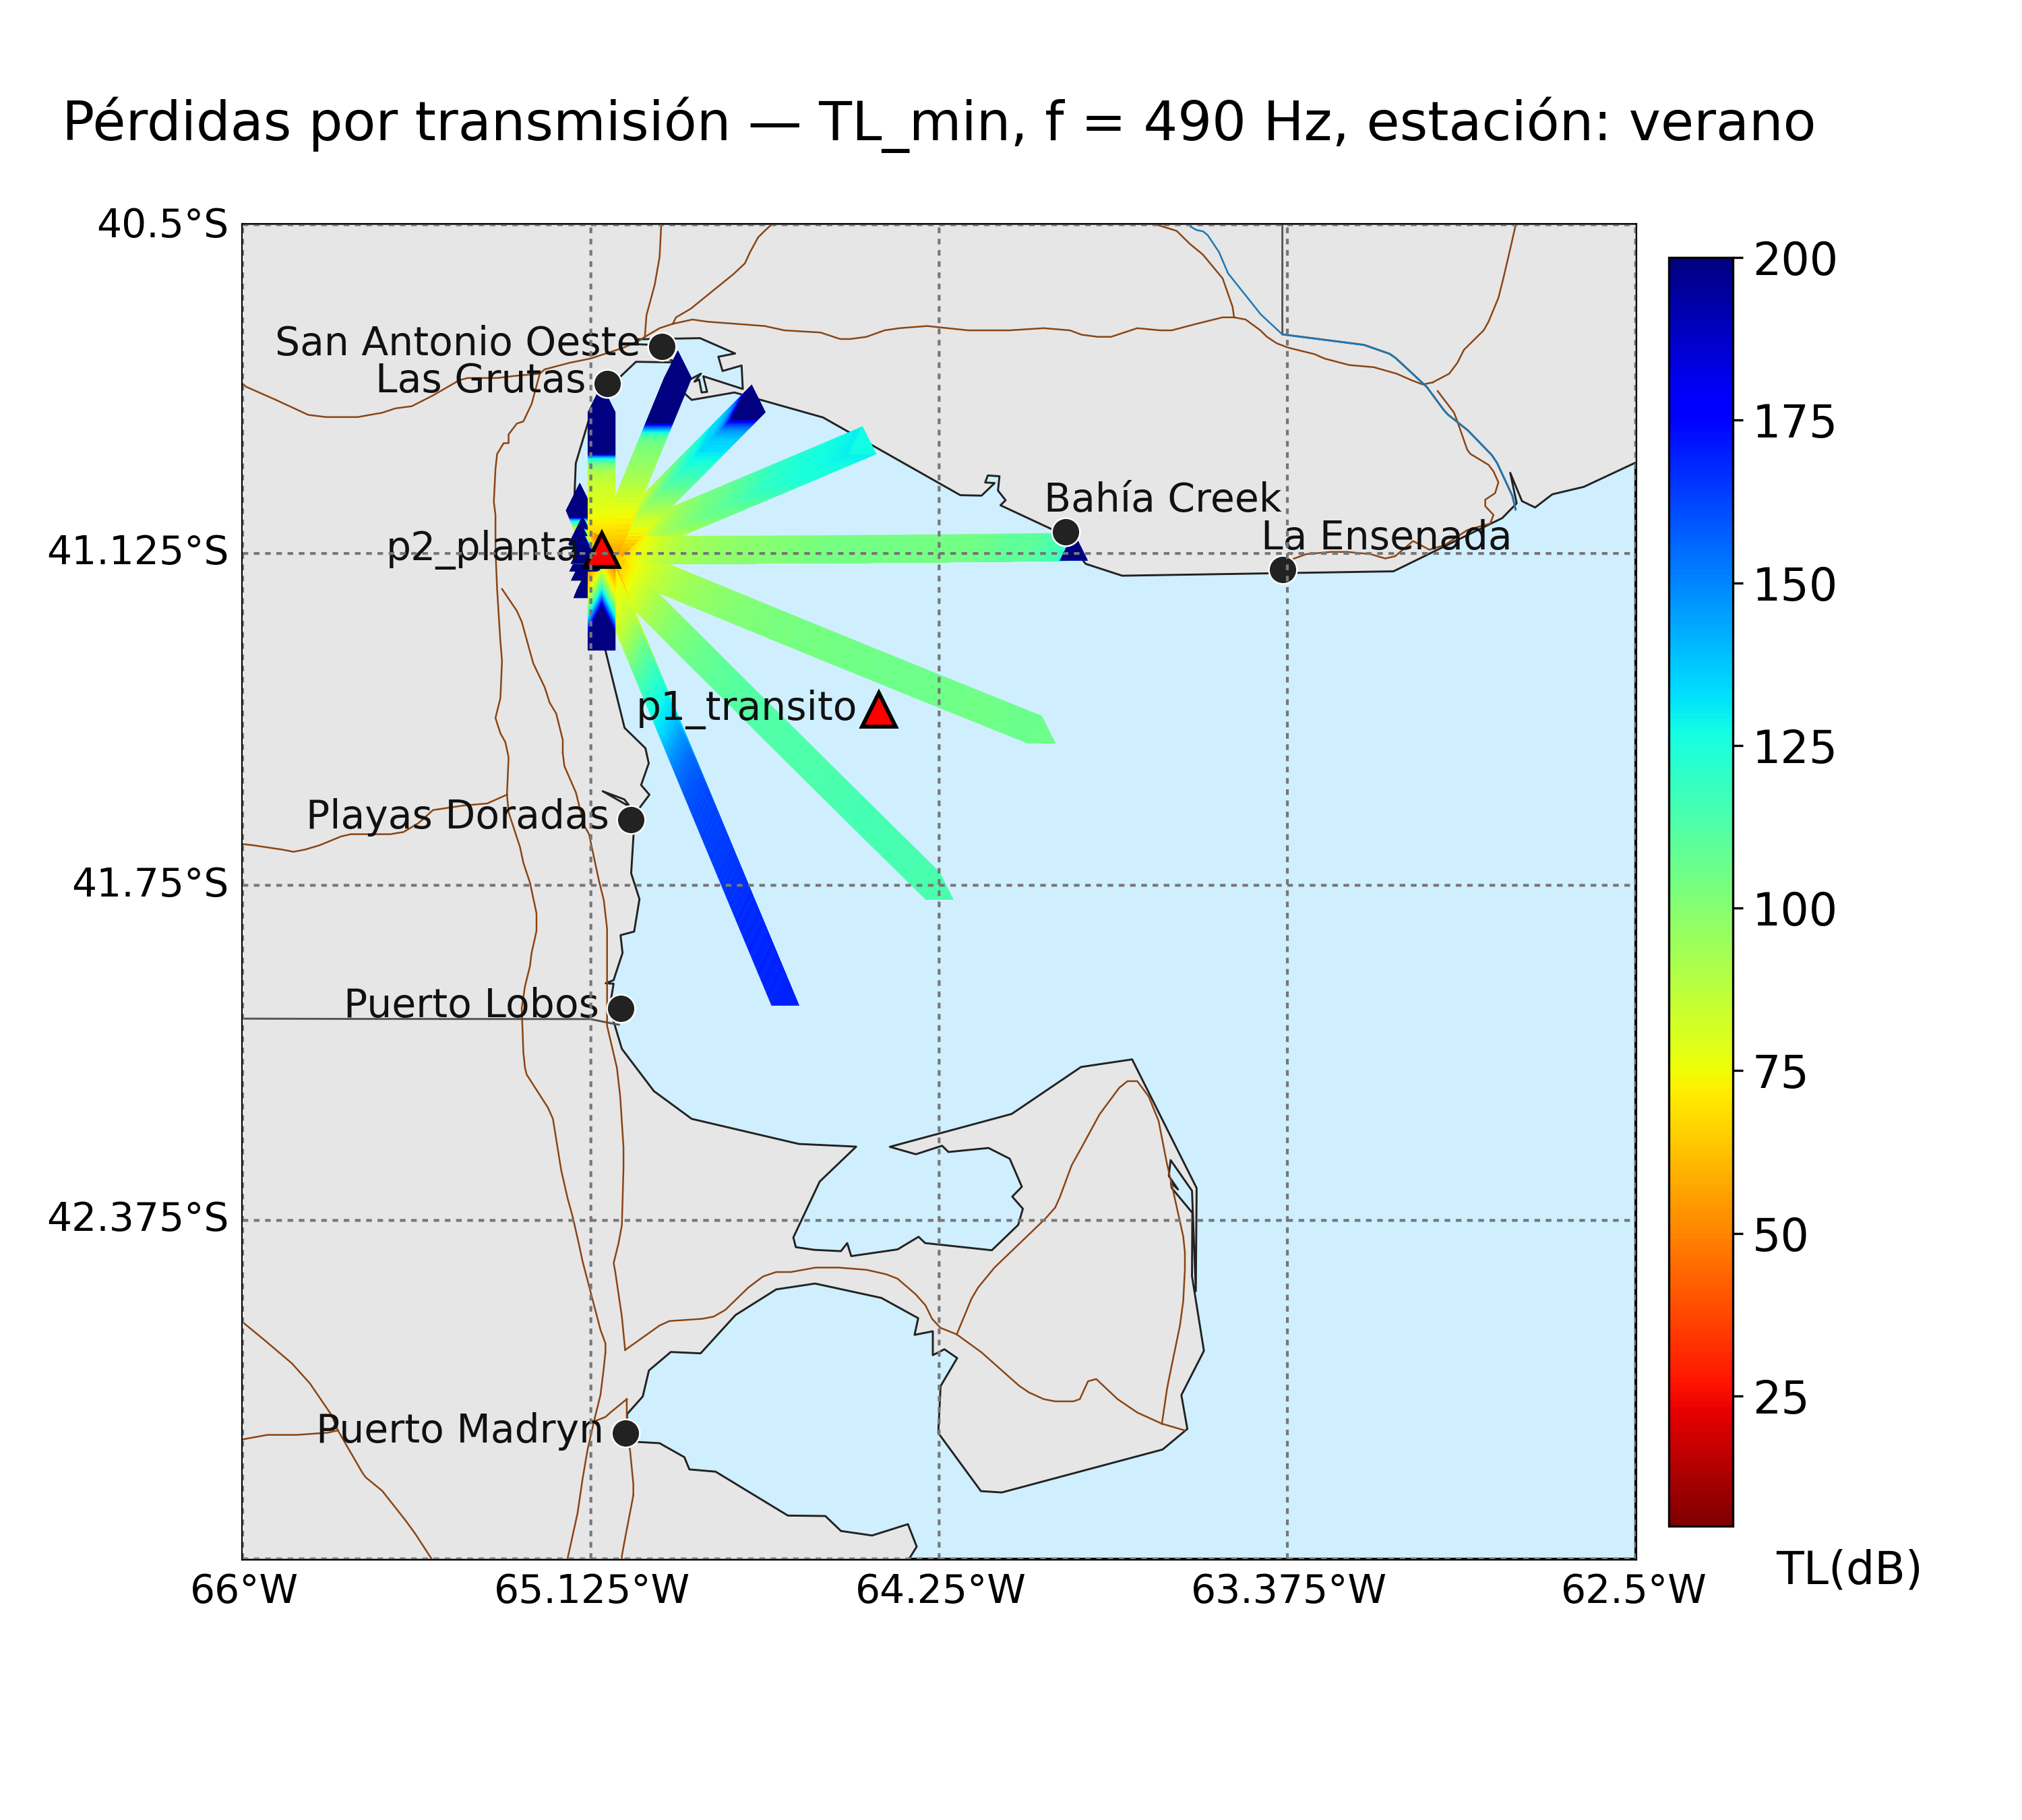 Pérdidas por transmisión — TL_min, f = 490 Hz, estación: verano
40.5°S
200
San Antonio Oeste
Las Grutas
175
Bahía Creek
La Ensenada
p2_planta
41.125°S
150
p1_transito
125
Playas Doradas
41.75°S
100
Puerto Lobos
75
42.375°S
50
25
Puerto Madryn
TL(dB)
66°W
65.125°W
64.25°W
63.375°W
62.5°W